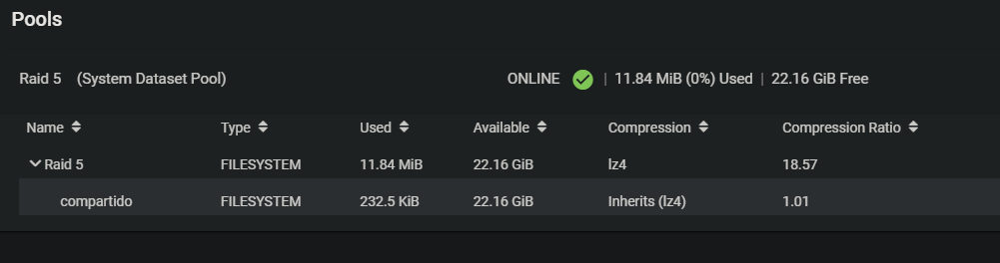 Pools
Raid 5 (System Dataset Pool) ONLINE | 11.84 MiB (0%) Used | 22.16 GiB Free
Name Type Used Available Compression Compression Ratio
Raid 5 FILESYSTEM 11.84 MiB 22.16 GiB lz4 18.57
compartido FILESYSTEM 232.5 KiB 22.16 GiB Inherits (lz4) 1.01